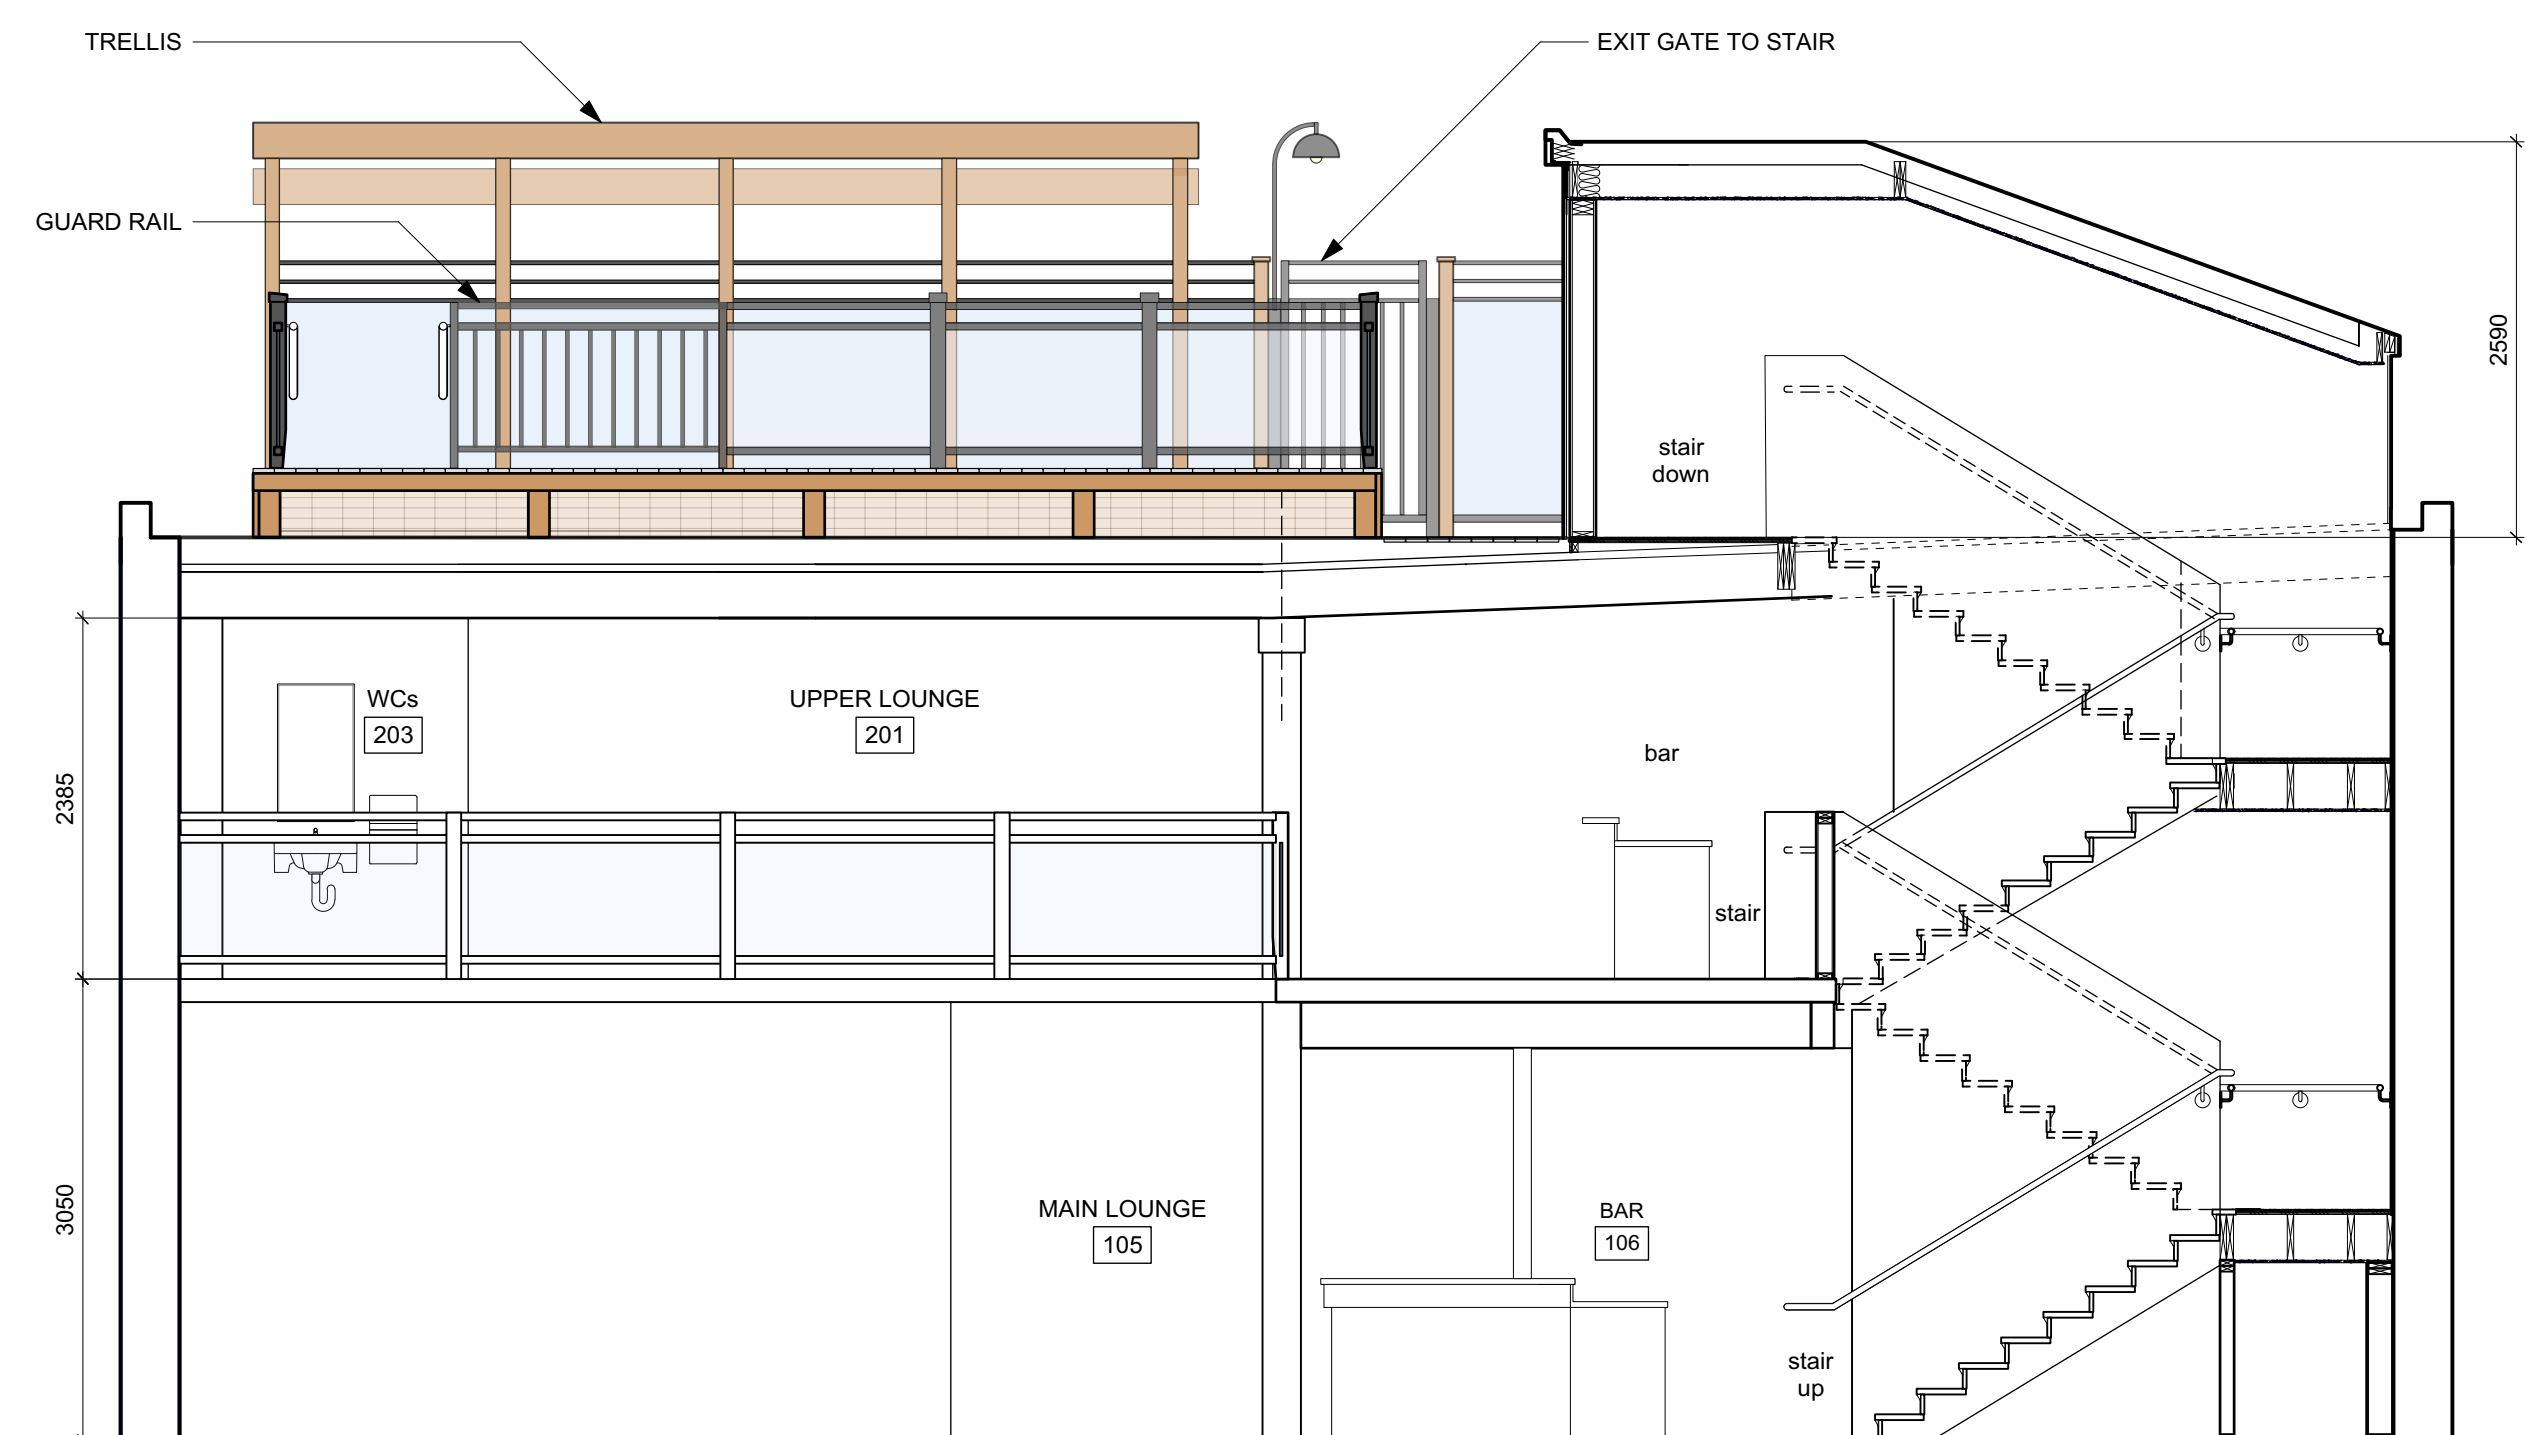 TRELLIS
EXIT GATE TO STAIR
GUARD RAIL
2590
stair
down
WCs
203
UPPER LOUNGE
201
bar
2385
stair
MAIN LOUNGE
105
BAR
106
3050
stair
up